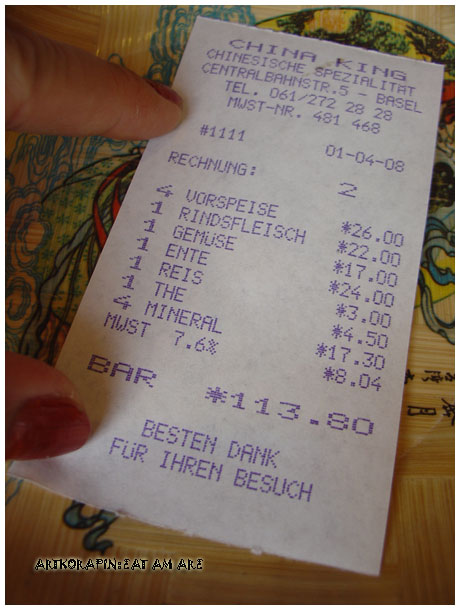 CHINA KING
CHINESISCHE SPEZIALITÄT
CENTRALBAHNSTR.5 - BASEL
TEL. 061/272 28 28
MWST-NR. 481 468
#1111 01-04-08
RECHNUNG: 2
4 VORSPEISE *26.00
1 RINDSFLEISCH *22.00
1 GEMÜSE *17.00
1 ENTE *24.00
1 REIS *3.00
1 THE *4.50
4 MINERAL *17.30
MWST 7.6% *8.04
BAR *113.80
BESTEN DANK
FÜR IHREN BESUCH
ARTKORAPIN:EAT AM ARE